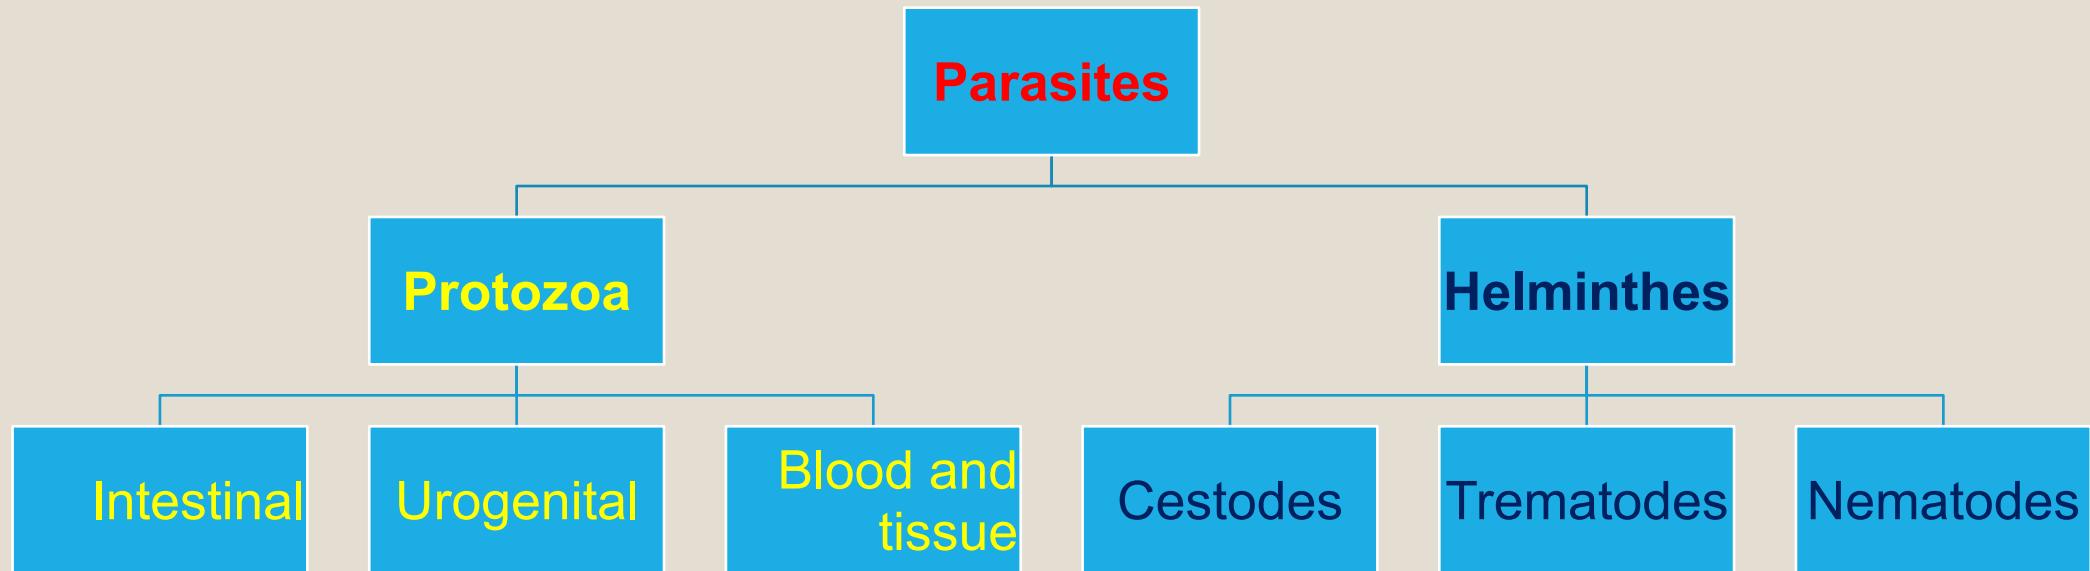 Parasites
Protozoa
Helminthes
Intestinal
Urogenital
Blood and
tissue
Cestodes
Trematodes
Nematodes